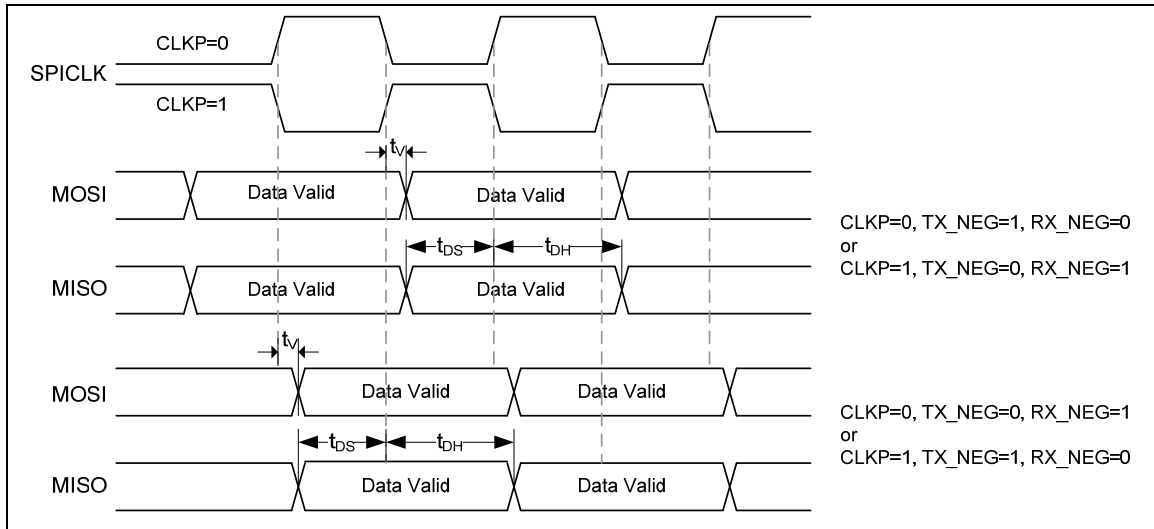 CLKP=0
SPICLK
CLKP=1
tV
MOSI
Data Valid
Data Valid
CLKP=0, TX_NEG=1, RX_NEG=0
or
CLKP=1, TX_NEG=0, RX_NEG=1
tDS
tDH
MISO
Data Valid
Data Valid
tV
MOSI
Data Valid
Data Valid
CLKP=0, TX_NEG=0, RX_NEG=1
or
CLKP=1, TX_NEG=1, RX_NEG=0
tDS
tDH
MISO
Data Valid
Data Valid